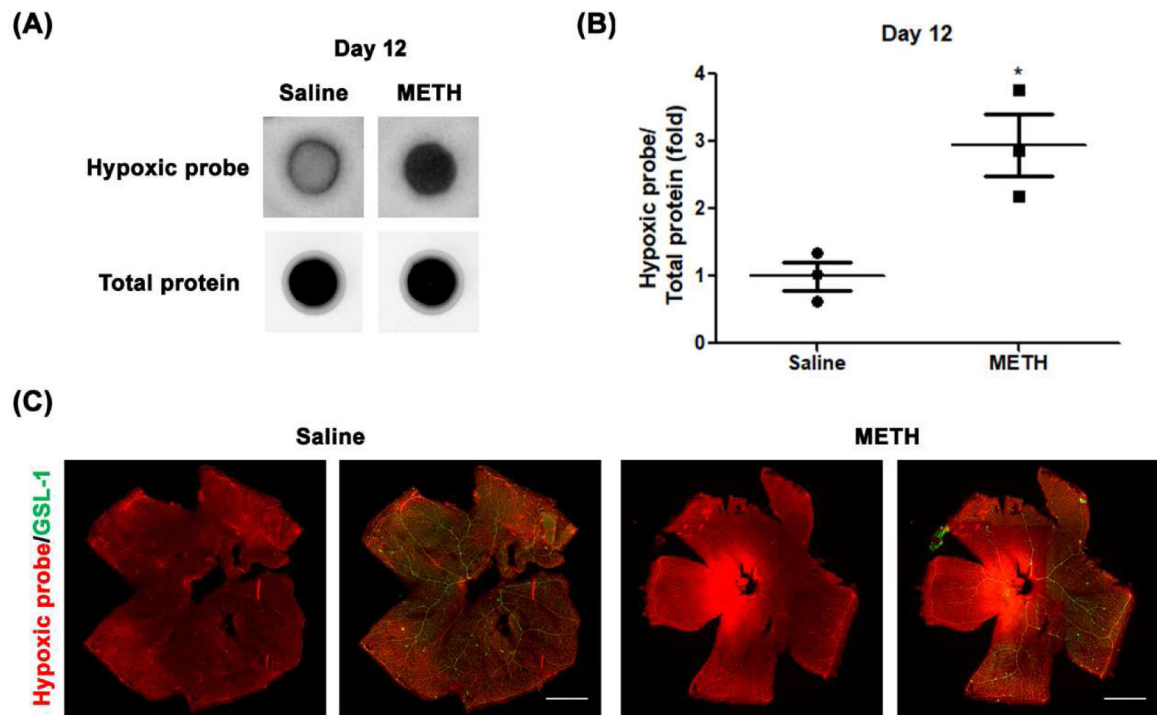 (A)
Day 12
Saline METH
Hypoxic probe
Total protein
(B)
Day 12
*
Hypoxic probe/
Total protein (fold)
4
3
2
1
0
Saline METH
(C)
Saline METH
Hypoxic probe/GSL-1